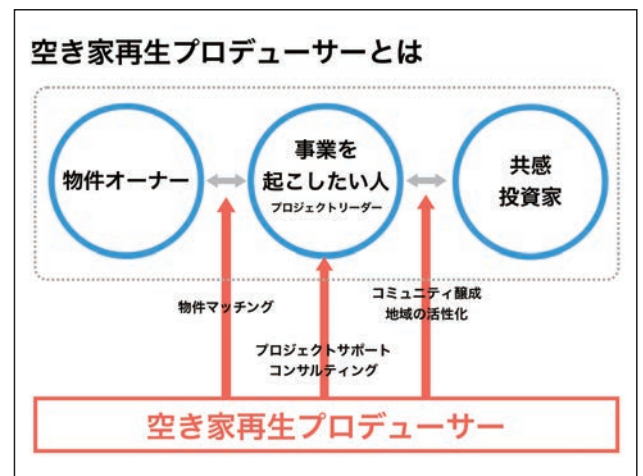 空き家再生プロデューサーとは
物件オーナー
事業を
起こしたい人
プロジェクトリーダー
共感
投資家
物件マッチング
プロジェクトサポート
コンサルティング
コミュニティ醸成
地域の活性化
空き家再生プロデューサー